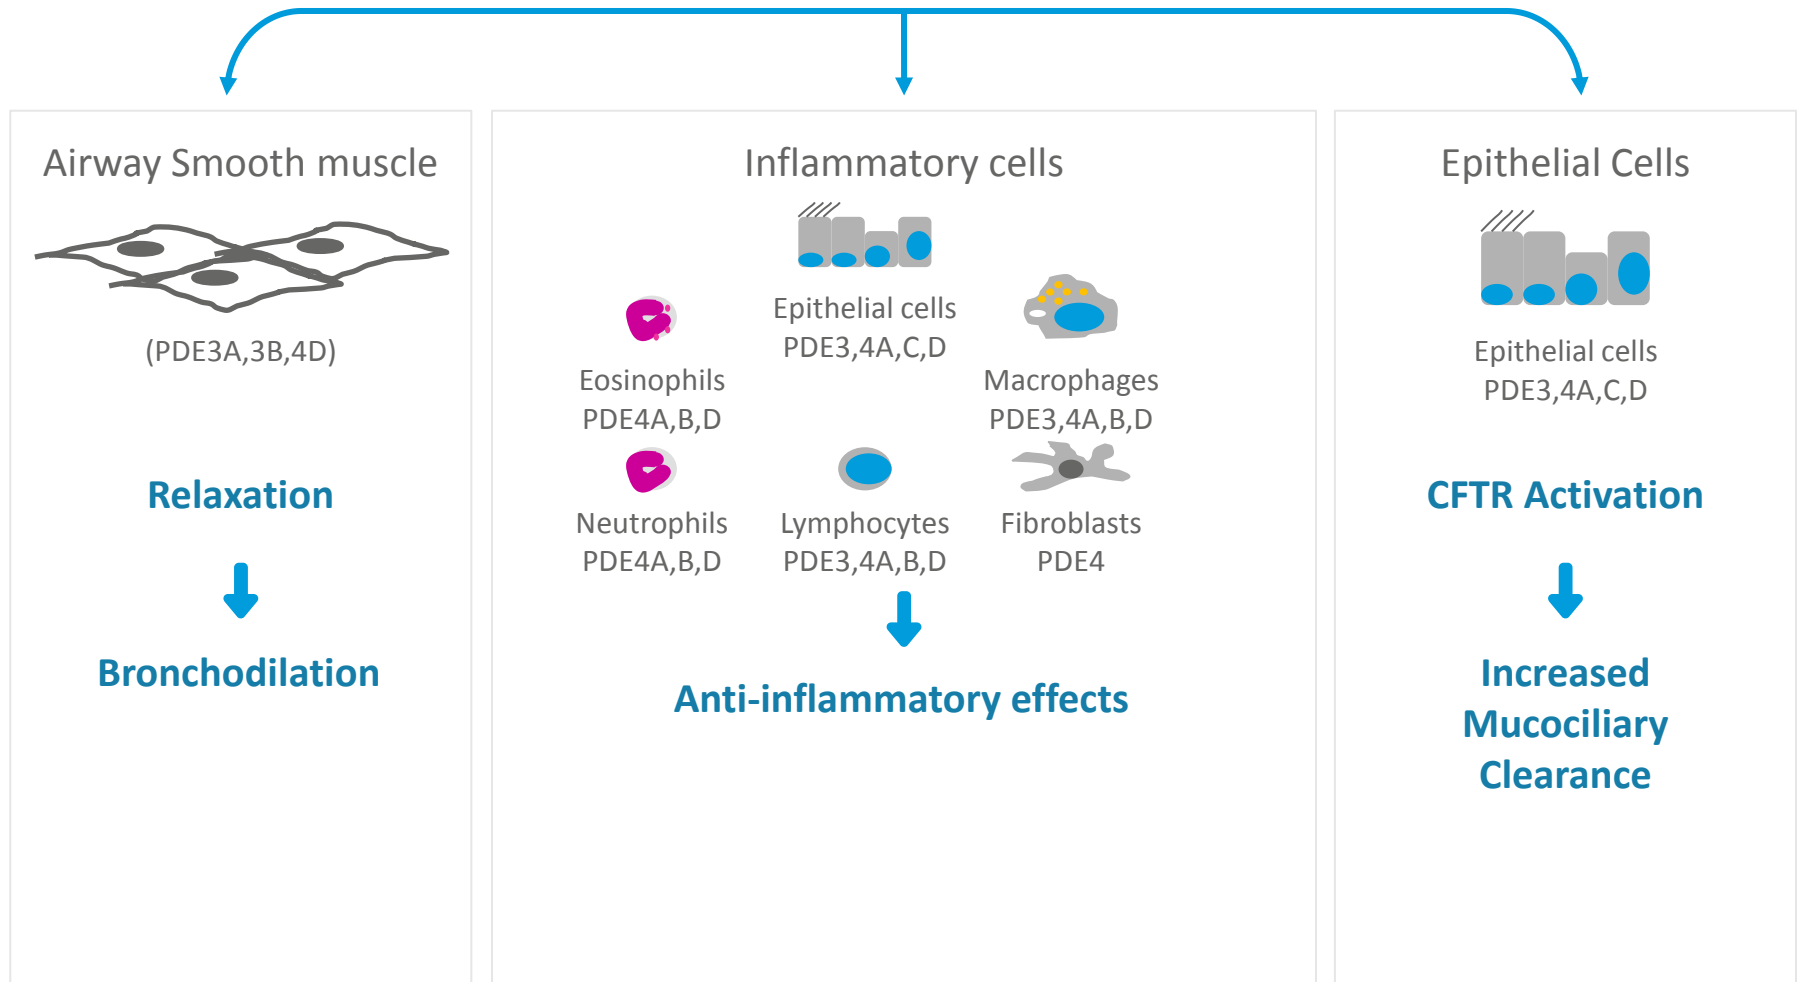 Airway Smooth muscle
(PDE3A,3B,4D)
Relaxation
Bronchodilation
Inflammatory cells
Epithelial cells
PDE3,4A,C,D
Eosinophils
PDE4A,B,D
Macrophages
PDE3,4A,B,D
Neutrophils
PDE4A,B,D
Lymphocytes
PDE3,4A,B,D
Fibroblasts
PDE4
Anti-inflammatory effects
Epithelial Cells
Epithelial cells
PDE3,4A,C,D
CFTR Activation
Increased
Mucociliary
Clearance